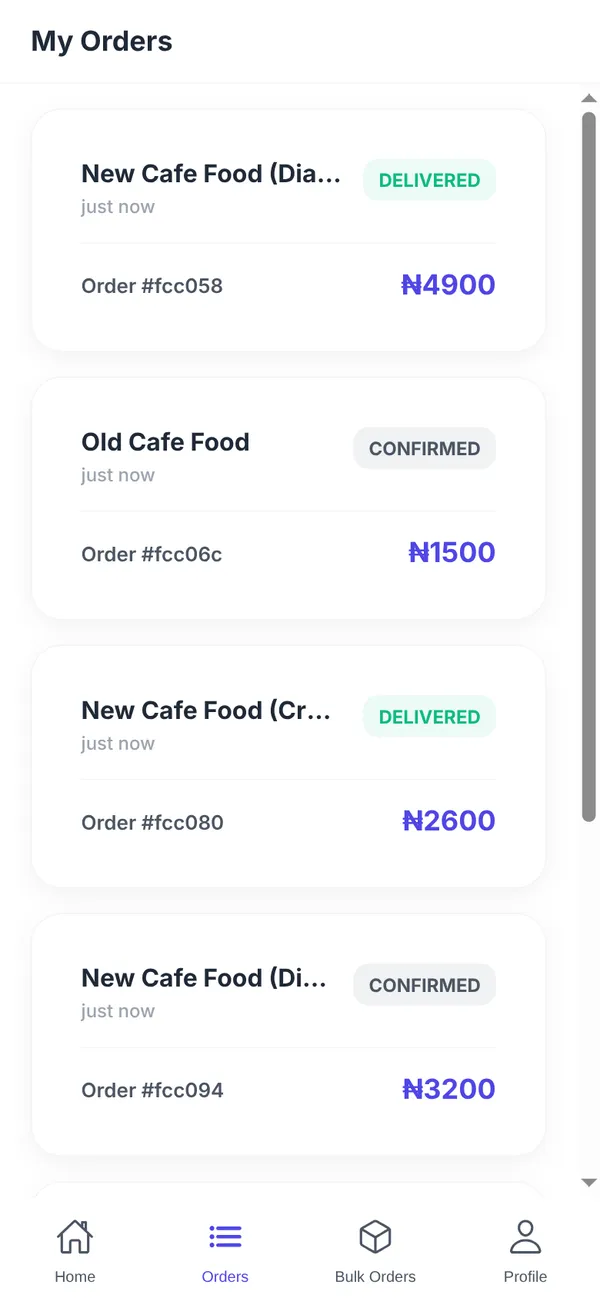 My Orders
New Cafe Food (Dia...
DELIVERED
just now
Order #fcc058
₦4900
Old Cafe Food
CONFIRMED
just now
Order #fcc06c
₦1500
New Cafe Food (Cr...
DELIVERED
just now
Order #fcc080
₦2600
New Cafe Food (Di...
CONFIRMED
just now
Order #fcc094
₦3200
Home
Orders
Bulk Orders
Profile